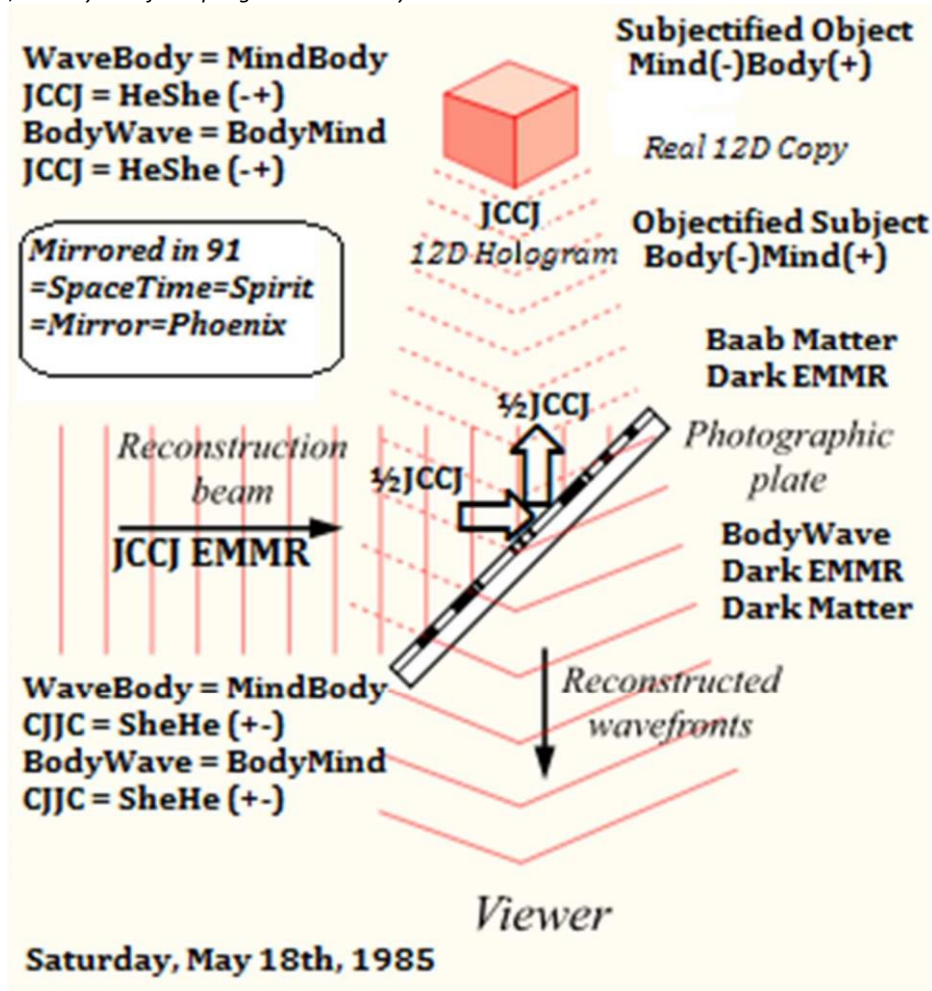 WaveBody = MindBody
JCCJ = HeShe (-+)
BodyWave = BodyMind
JCCJ = HeShe (-+)
Subjectified Object
Mind(-)Body(+)
Real 12D Copy
JCCJ
12D Hologram
Objectified Subject
Body(-)Mind(+)
Mirrored in 91
=SpaceTime=Spirit
=Mirror=Phoenix
Baab Matter
Dark EMMR
½JCCJ
Photographic
plate
Reconstruction
beam
½JCCJ
JCCJ EMMR
BodyWave
Dark EMMR
Dark Matter
WaveBody = MindBody
CJJC = SheHe (+-)
BodyWave = BodyMind
CJJC = SheHe (+-)
Reconstructed
wavefronts
Viewer
Saturday, May 18th, 1985